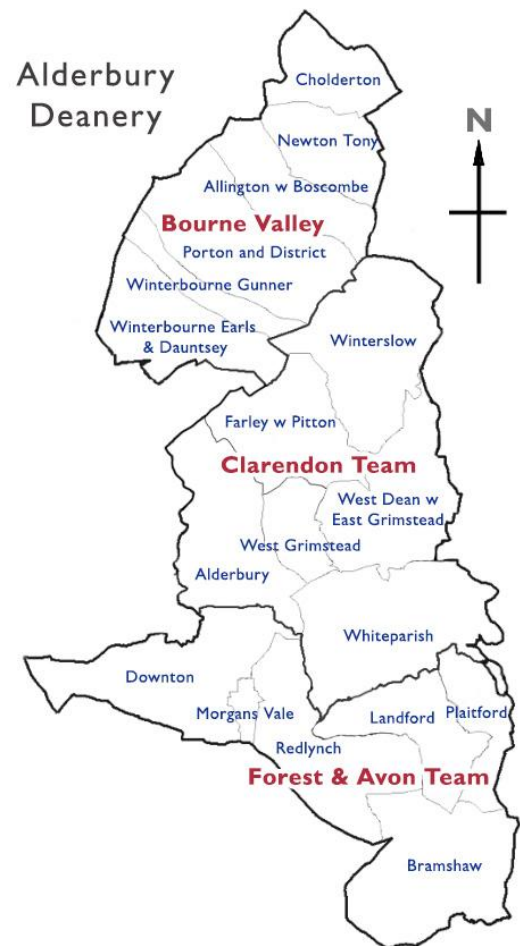 Alderbury
Deanery
N
Cholderton
Newton Tony
Allington w Boscombe
Bourne Valley
Porton and District
Winterbourne Gunner
Winterbourne Earls
& Dauntsey
Winterslow
Farley w Pitton
Clarendon Team
West Dean w
East Grimstead
West Grimstead
Alderbury
Whiteparish
Downton
Morgans Vale
Landford
Plaitford
Redlynch
Forest & Avon Team
Bramshaw